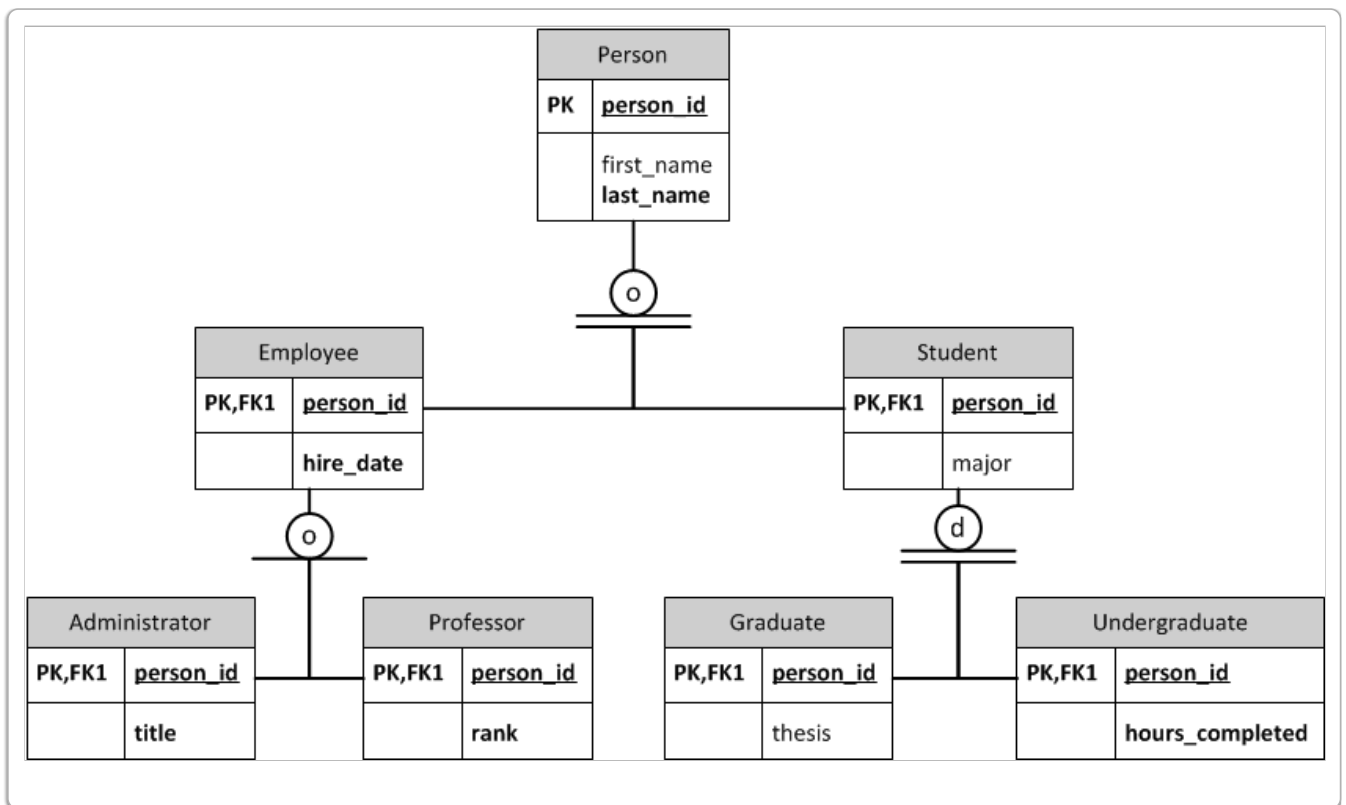 Person
PK person_id
first_name
last_name
o
Employee
PK,FK1 person_id
hire_date
Student
PK,FK1 person_id
major
o
d
Administrator
PK,FK1 person_id
title
Professor
PK,FK1 person_id
rank
Graduate
PK,FK1 person_id
thesis
Undergraduate
PK,FK1 person_id
hours_completed